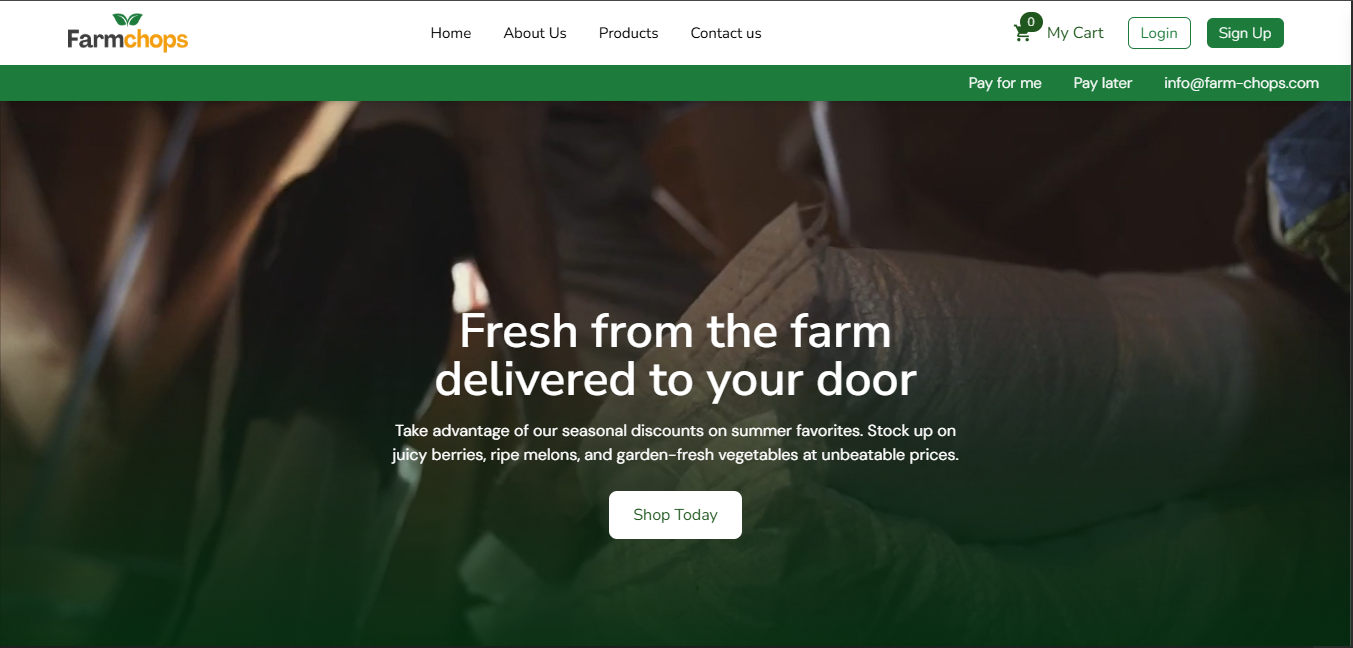 Farmchops
Home About Us Products Contact us
0
My Cart
Login
Sign Up
Pay for me Pay later info@farm-chops.com
Fresh from the farm
delivered to your door
Take advantage of our seasonal discounts on summer favorites. Stock up on
juicy berries, ripe melons, and garden-fresh vegetables at unbeatable prices.
Shop Today